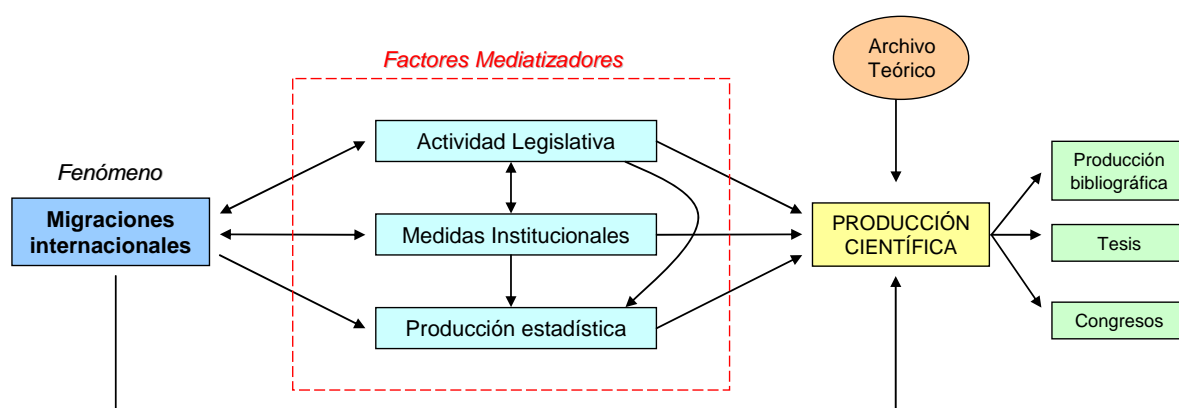 Factores Mediatizadores
Archivo
Teórico
Actividad Legislativa
Fenómeno
Migraciones
internacionales
Medidas Institucionales
Producción estadística
PRODUCCIÓN
CIENTÍFICA
Producción
bibliográfica
Tesis
Congresos